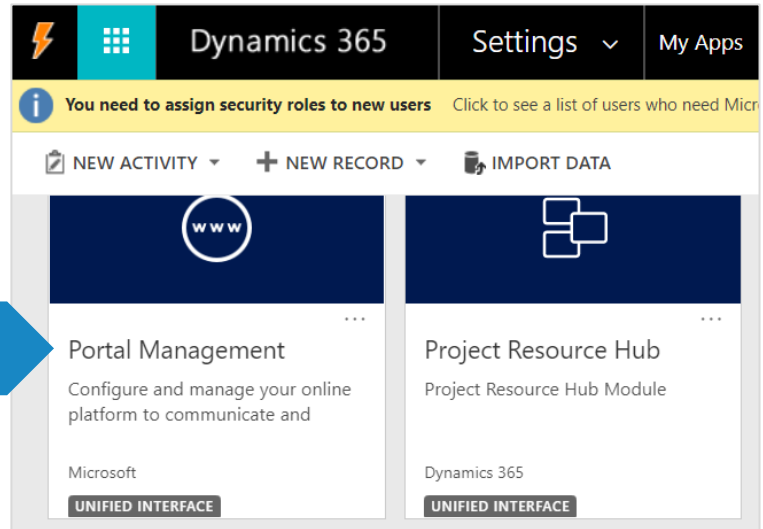 Dynamics 365 Settings My Apps
You need to assign security roles to new users Click to see a list of users who need Micr
NEW ACTIVITY NEW RECORD IMPORT DATA
www
Portal Management
Configure and manage your online
platform to communicate and
Microsoft
UNIFIED INTERFACE
Project Resource Hub
Project Resource Hub Module
Dynamics 365
UNIFIED INTERFACE